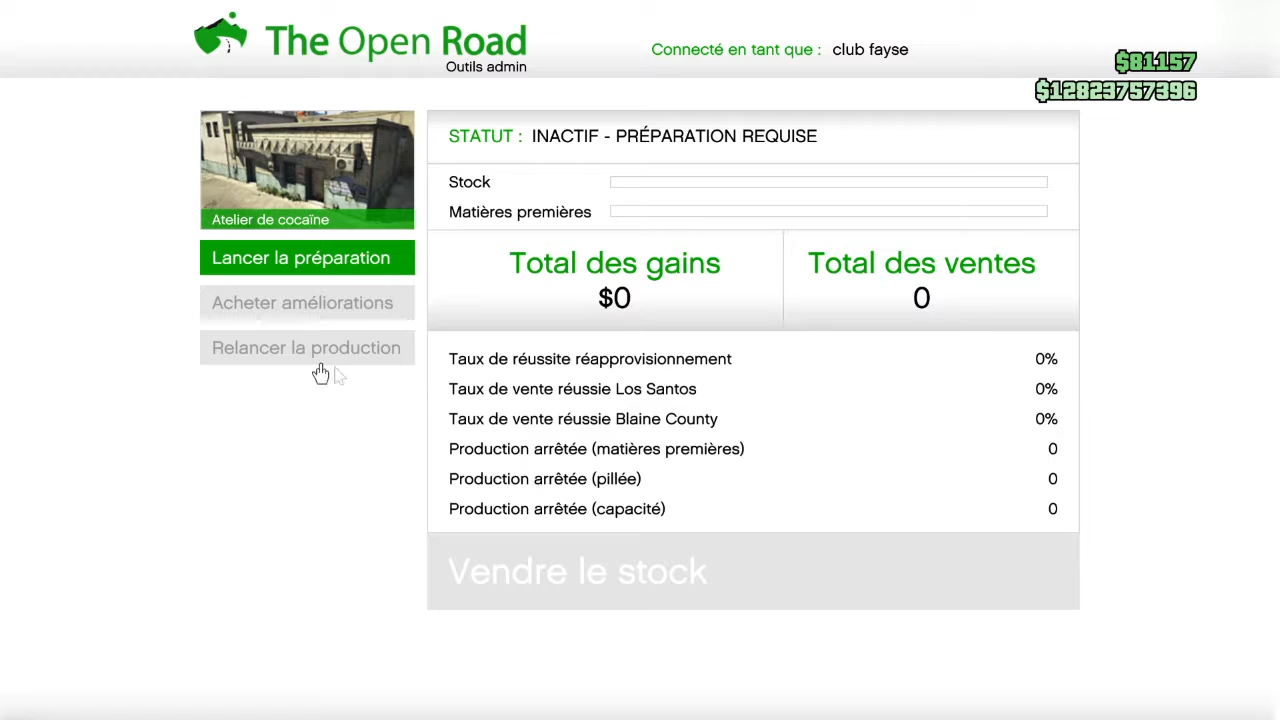 The Open Road
Outils admin
Connecté en tant que : club fayse
$81157
$12823757396
Atelier de cocaïne
Lancer la préparation
Acheter améliorations
Relancer la production
STATUT : INACTIF - PRÉPARATION REQUISE
Stock
Matières premières
Total des gains
$0
Total des ventes
0
Taux de réussite réapprovisionnement 0%
Taux de vente réussie Los Santos 0%
Taux de vente réussie Blaine County 0%
Production arrêtée (matières premières) 0
Production arrêtée (pillée) 0
Production arrêtée (capacité) 0
Vendre le stock